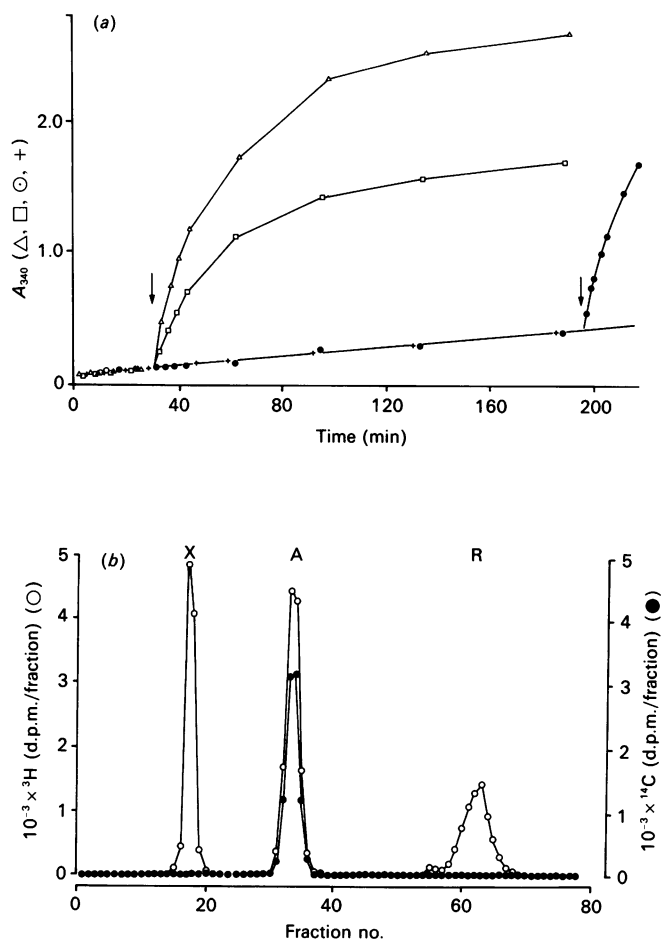 (a)
A340 (△, □, ⊙, +)
2.0
1.0
0
0 40 80 120 160 200
Time (min)
(b)
X A R
10⁻³ × ³H (d.p.m./fraction) (○)
5
4
3
2
1
0
10⁻³ × ¹⁴C (d.p.m./fraction) (●)
5
4
3
2
1
0
0 20 40 60 80
Fraction no.